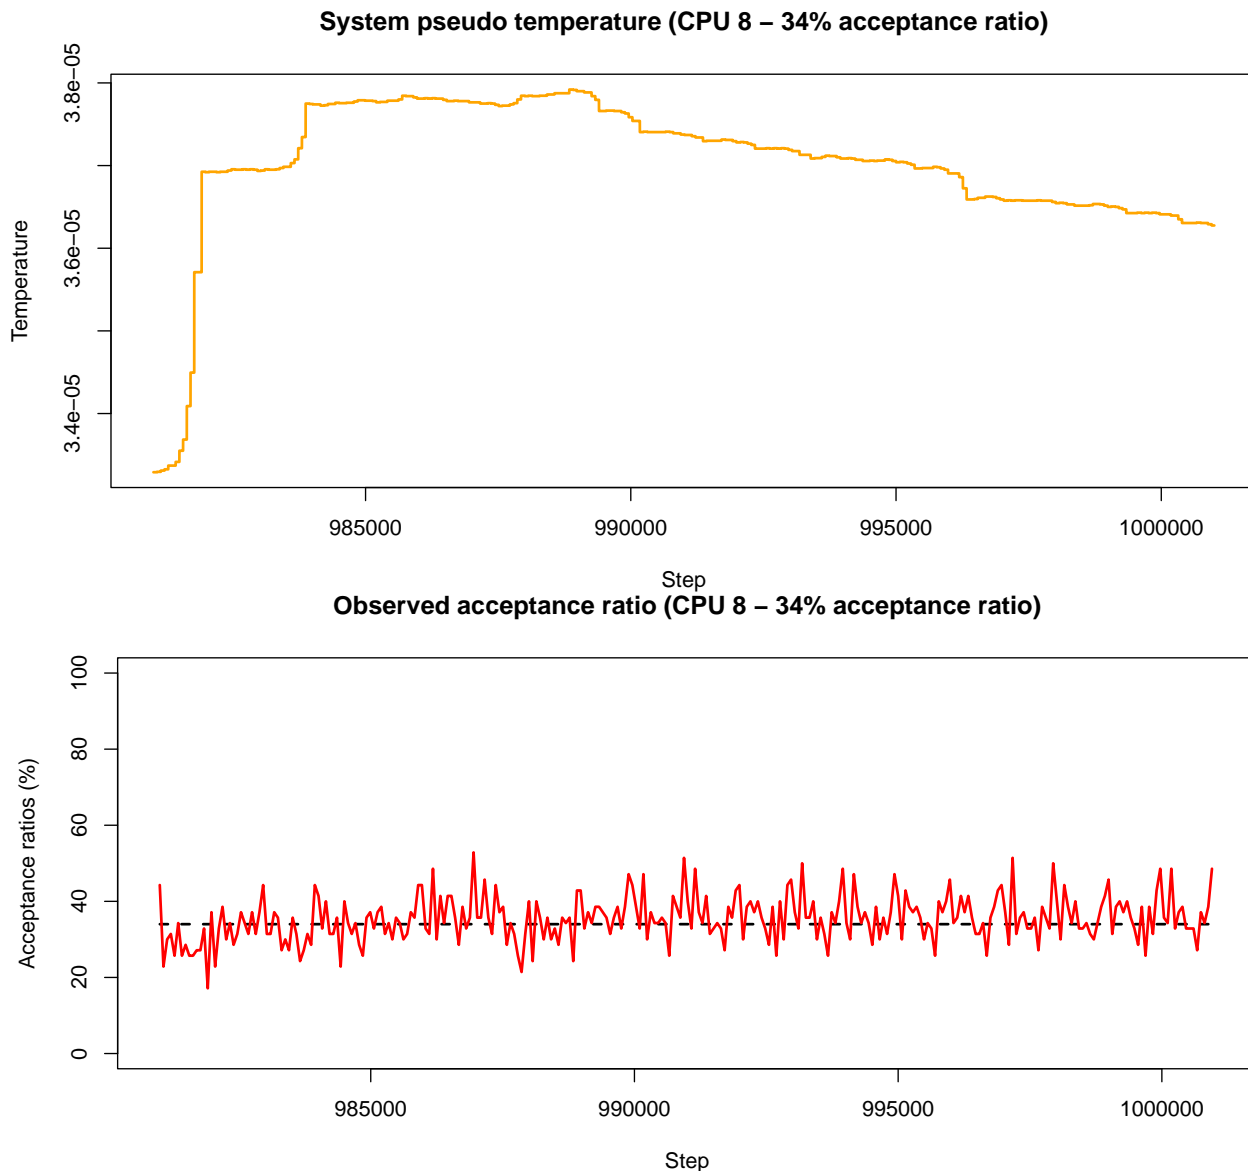 System pseudo temperature (CPU 8 − 34% acceptance ratio)
Temperature
3.8e−05
3.6e−05
3.4e−05
985000 990000 995000 1000000
Step
Observed acceptance ratio (CPU 8 − 34% acceptance ratio)
Acceptance ratios (%)
100
80
60
40
20
0
985000 990000 995000 1000000
Step